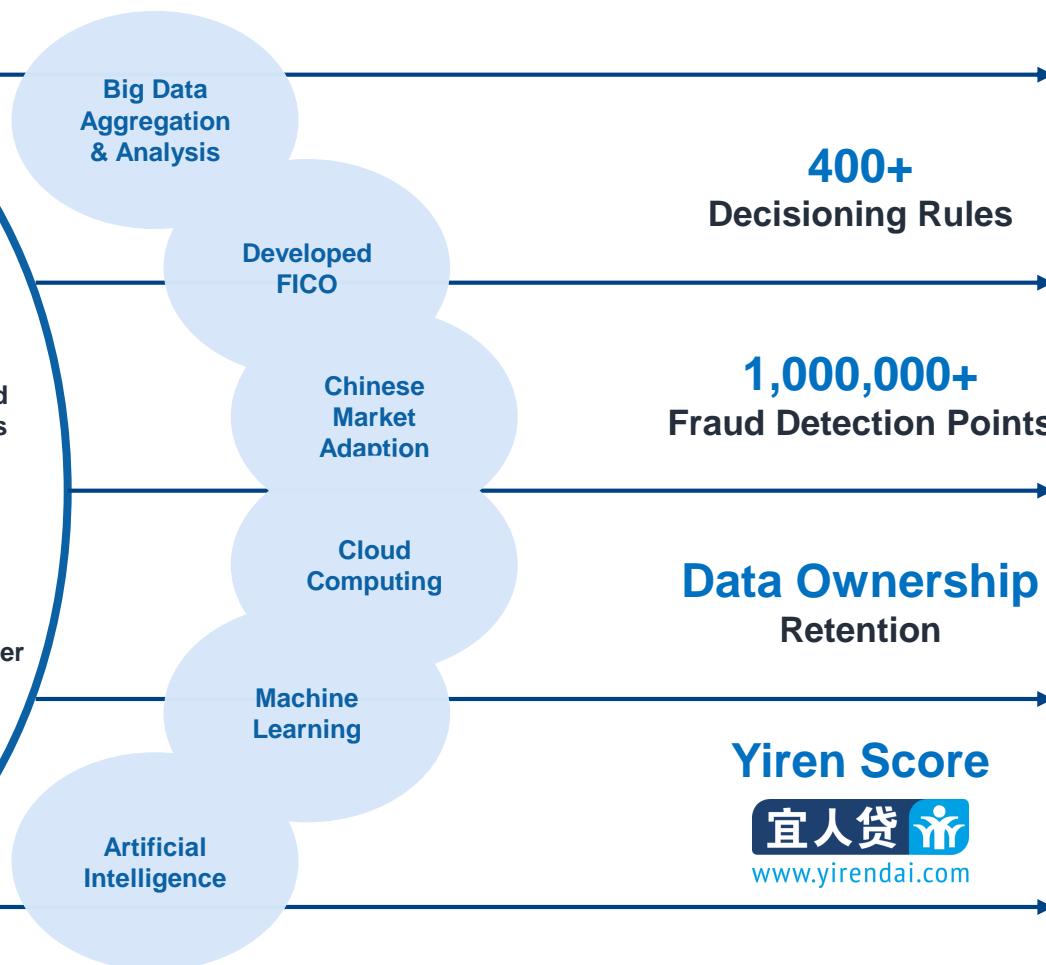 Big Data
Aggregation
& Analysis
Developed
FICO
Chinese
Market
Adaption
Cloud
Computing
Machine
Learning
Artificial
Intelligence
400+
Decisioning Rules
1,000,000+
Fraud Detection Points
Data Ownership
Retention
Yiren Score
宜人贷
www.yirendai.com